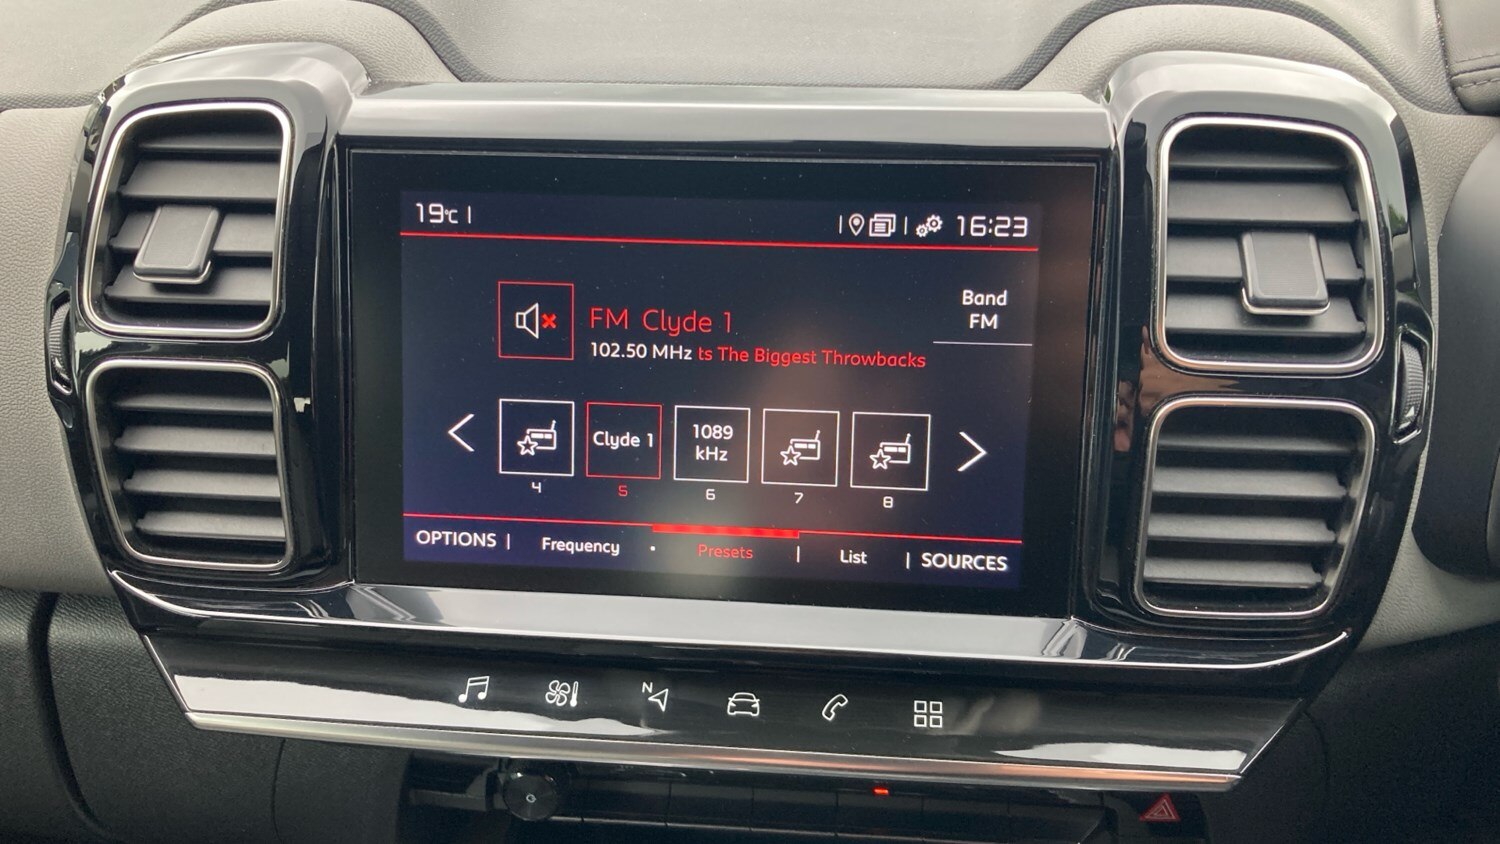 19°C
16:23
Band
FM
FM Clyde 1
102.50 MHz ts The Biggest Throwbacks
Clyde 1
1089
kHz
4
5
6
7
8
OPTIONS
Frequency
Presets
List
SOURCES
N